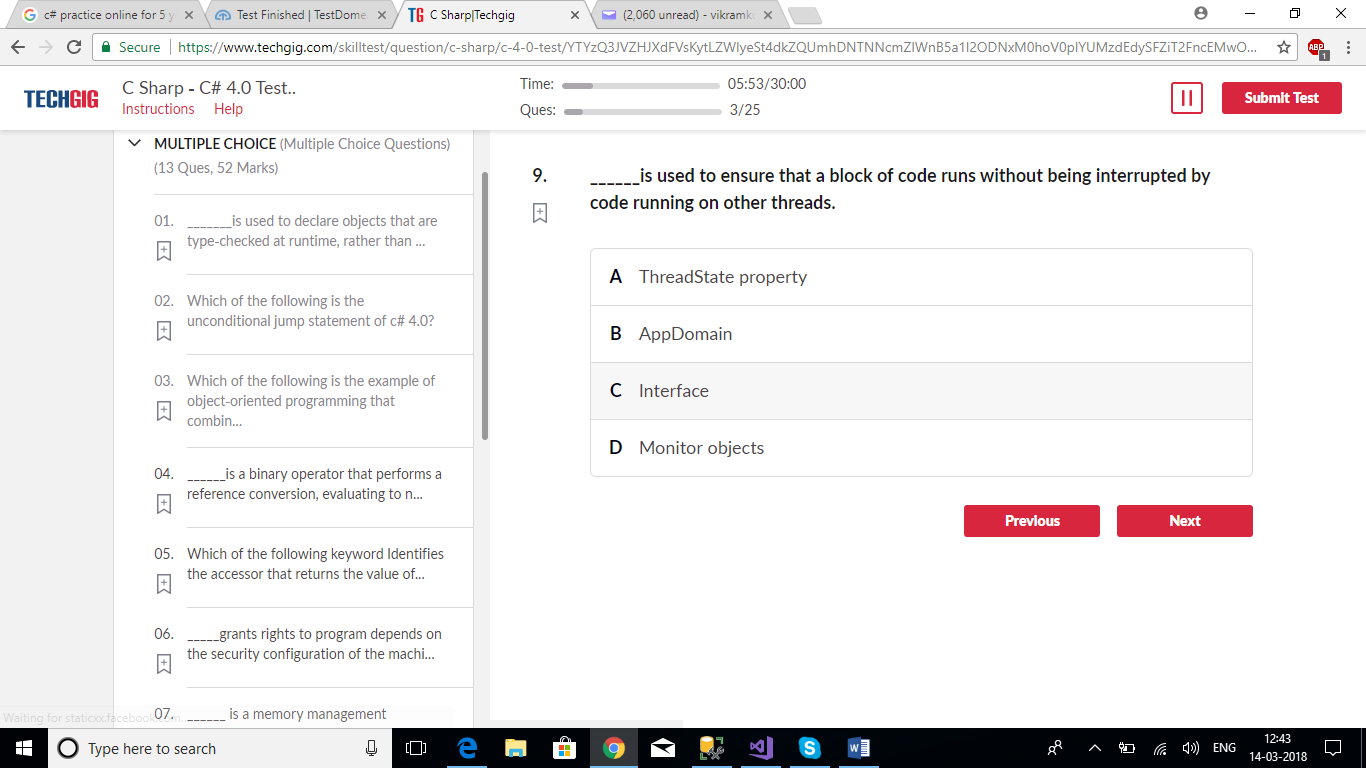 c# practice online for 5 y
Test Finished | TestDome
C Sharp|Techgig
(2,060 unread) - vikramk
Secure
https://www.techgig.com/skilltest/question/c-sharp/c-4-0-test/
ABP
1
TECHGIG
C Sharp - C# 4.0 Test..
Instructions Help
Time: 05:53/30:00
Ques: 3/25
Submit Test
MULTIPLE CHOICE (Multiple Choice Questions)
(13 Ques, 52 Marks)
01. _______is used to declare objects that are
type-checked at runtime, rather than ...
02. Which of the following is the
unconditional jump statement of c# 4.0?
03. Which of the following is the example of
object-oriented programming that
combin...
04. ______is a binary operator that performs a
reference conversion, evaluating to n...
05. Which of the following keyword Identifies
the accessor that returns the value of...
06. _____grants rights to program depends on
the security configuration of the machi...
07. ______ is a memory management
9. ______is used to ensure that a block of code runs without being interrupted by
code running on other threads.
A ThreadState property
B AppDomain
C Interface
D Monitor objects
Previous
Next
Waiting for staticxx.facebook.com...
Type here to search
ENG
12:43
14-03-2018